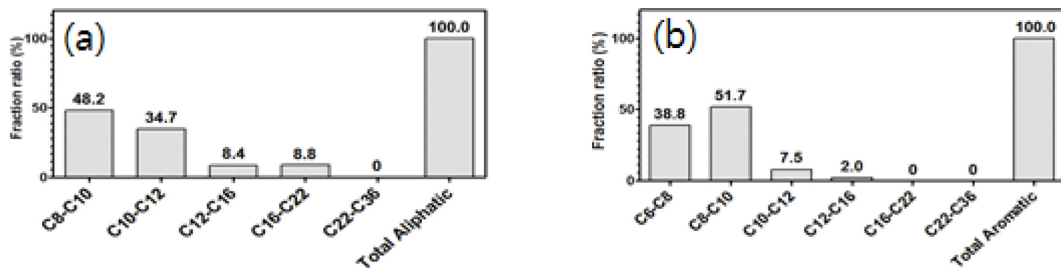 (a)
Fraction ratio (%)
100
50
0
48.2
34.7
8.4
8.8
0
100.0
C8-C10
C10-C12
C12-C16
C16-C22
C22-C36
Total Aliphatic
(b)
Fraction ratio (%)
100
50
0
38.8
51.7
7.5
2.0
0
0
100.0
C6-C8
C8-C10
C10-C12
C12-C16
C16-C22
C22-C36
Total Aromatic